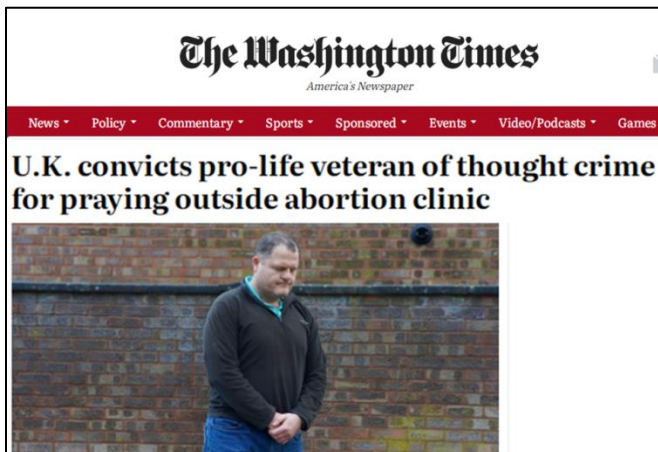 The Washington Times
America's Newspaper
News Policy Commentary Sports Sponsored Events Video/Podcasts Games
U.K. convicts pro-life veteran of thought crime
for praying outside abortion clinic